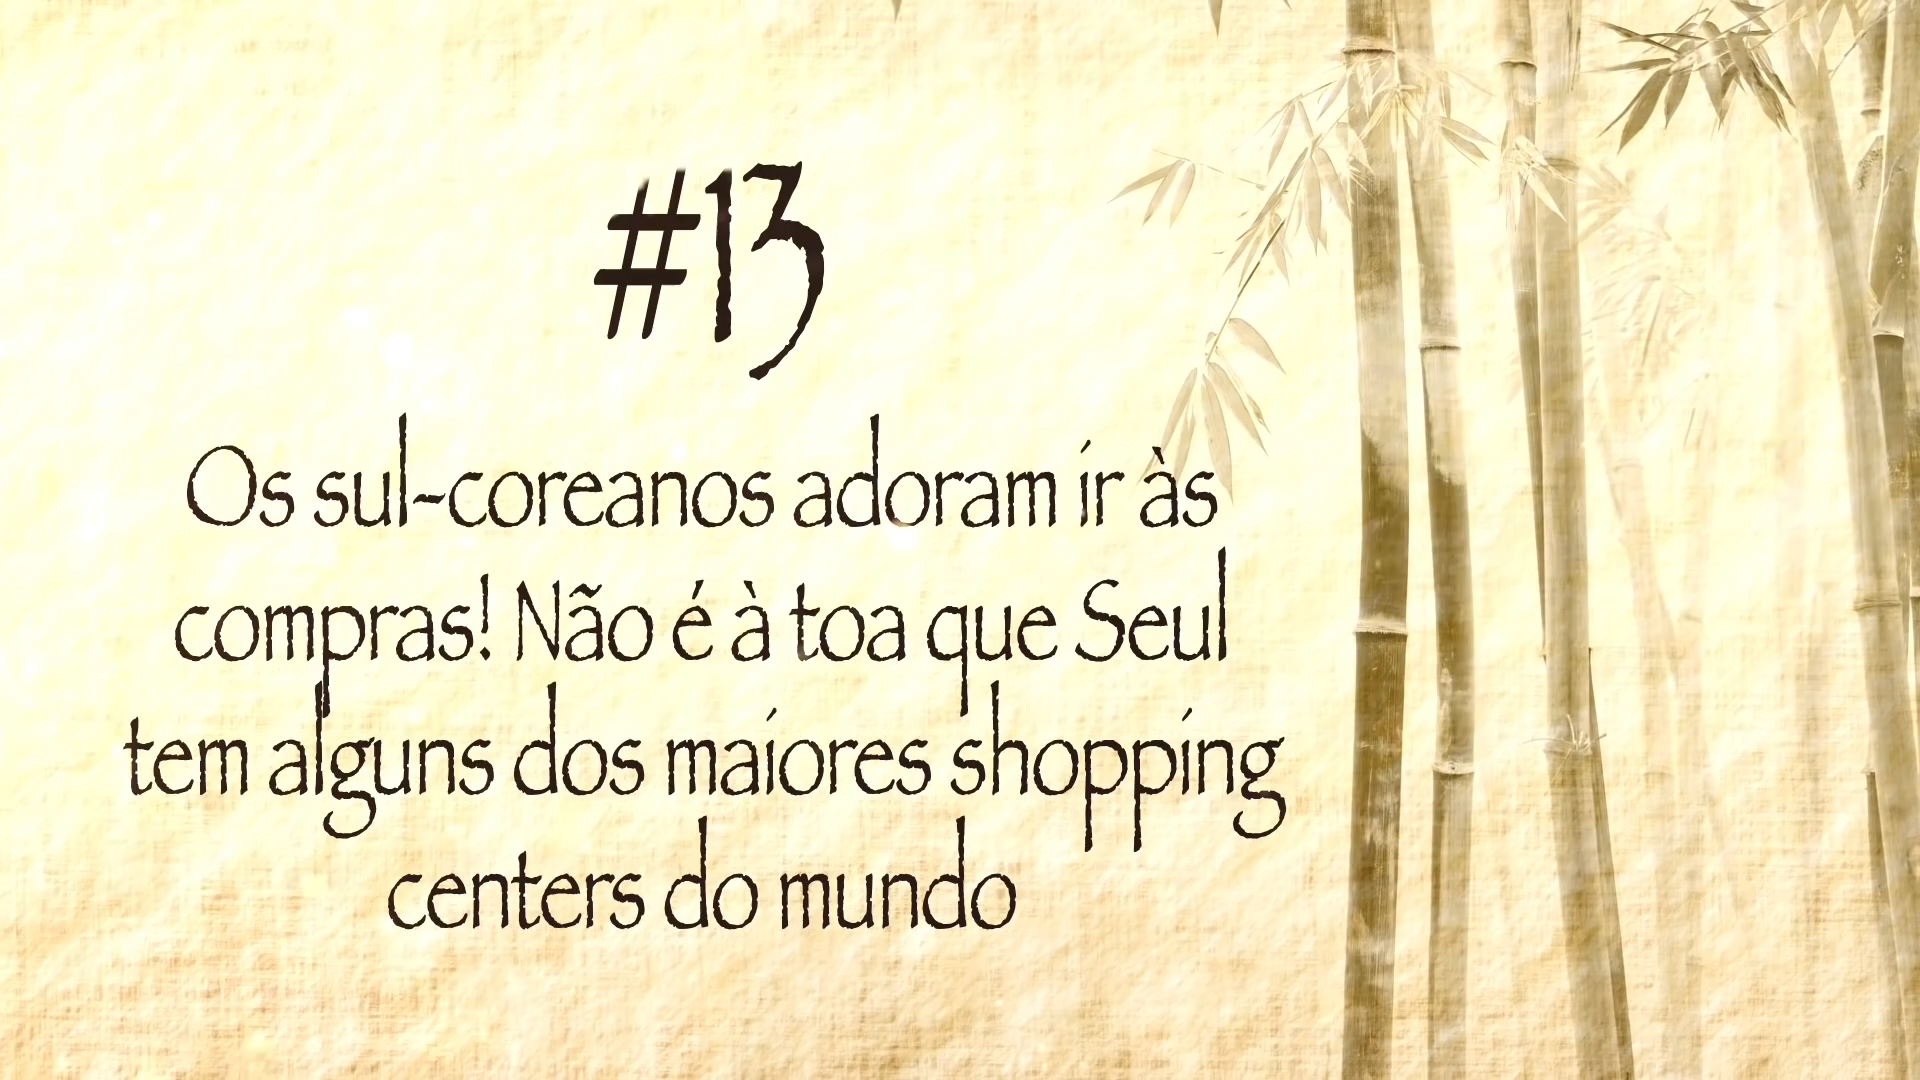 #13
Os sul-coreanos adoram ir às
compras! Não é à toa que Seul
tem alguns dos maiores shopping
centers do mundo